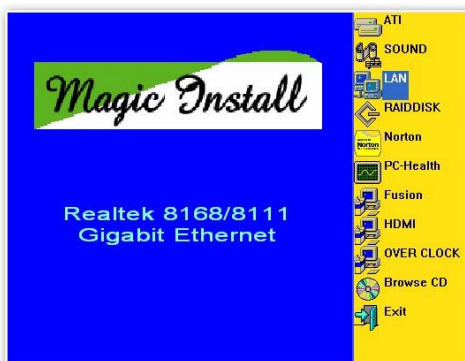 Magic Install
Realtek 8168/8111
Gigabit Ethernet
ATI
SOUND
LAN
RAIDDISK
Norton
Norton
PC-Health
Fusion
HDMI
OVER CLOCK
Browse CD
Exit